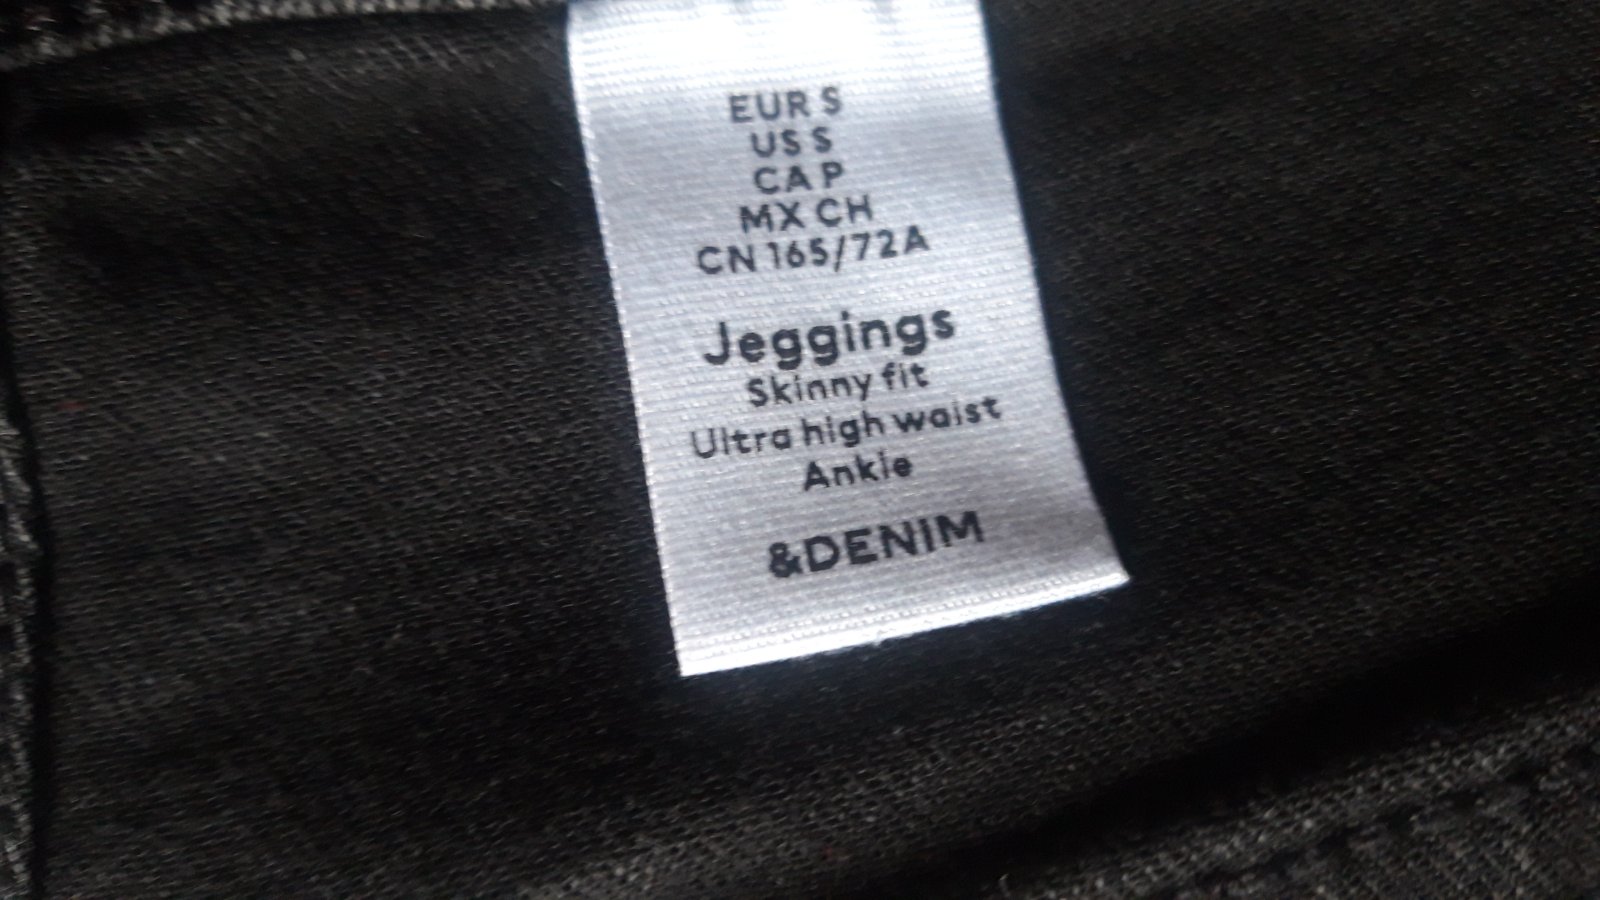 EUR S
US S
CA P
MX CH
CN 165/72A
Jeggings
Skinny fit
Ultra high waist
Ankle
&DENIM